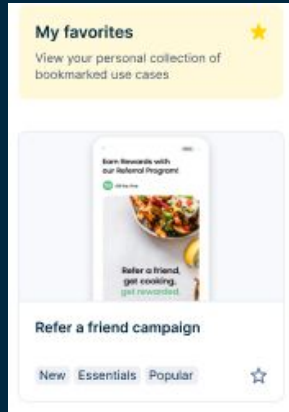 My favorites
View your personal collection of
bookmarked use cases
Earn Rewards with
our Referral Program!
Refer a friend,
get cooking,
get rewarded.
Refer a friend campaign
New Essentials Popular